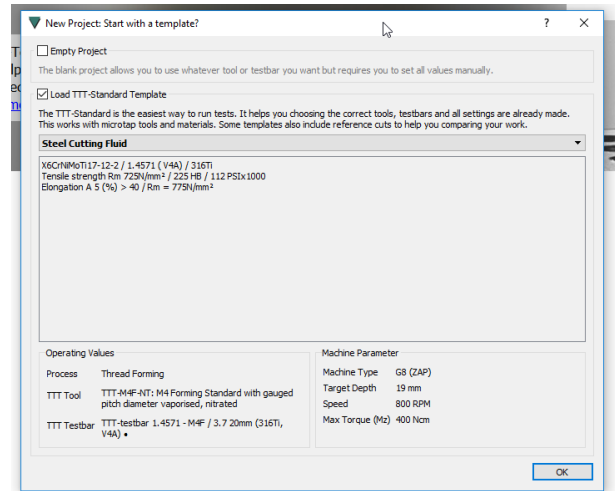 New Project: Start with a template?
Empty Project
The blank project allows you to use whatever tool or testbar you want but requires you to set all values manually.
Load TTT-Standard Template
The TTT-Standard is the easiest way to run tests. It helps you choosing the correct tools, testbars and all settings are already made.
This works with microtap tools and materials. Some templates also include reference cuts to help you comparing your work.
Steel Cutting Fluid
X6CrNiMoTi17-12-2 / 1.4571 ( V4A) / 316Ti
Tensile strength Rm 725N/mm² / 225 HB / 112 PSIx1000
Elongation A 5 (%) > 40 / Rm = 775N/mm²
Operating Values
Process Thread Forming
TTT Tool TTT-M4F-NT: M4 Forming Standard with gauged
pitch diameter vaporised, nitrated
TTT Testbar TTT-testbar 1.4571 - M4F / 3.7 20mm (316Ti,
V4A) •
Machine Parameter
Machine Type G8 (ZAP)
Target Depth 19 mm
Speed 800 RPM
Max Torque (Mz) 400 Ncm
OK